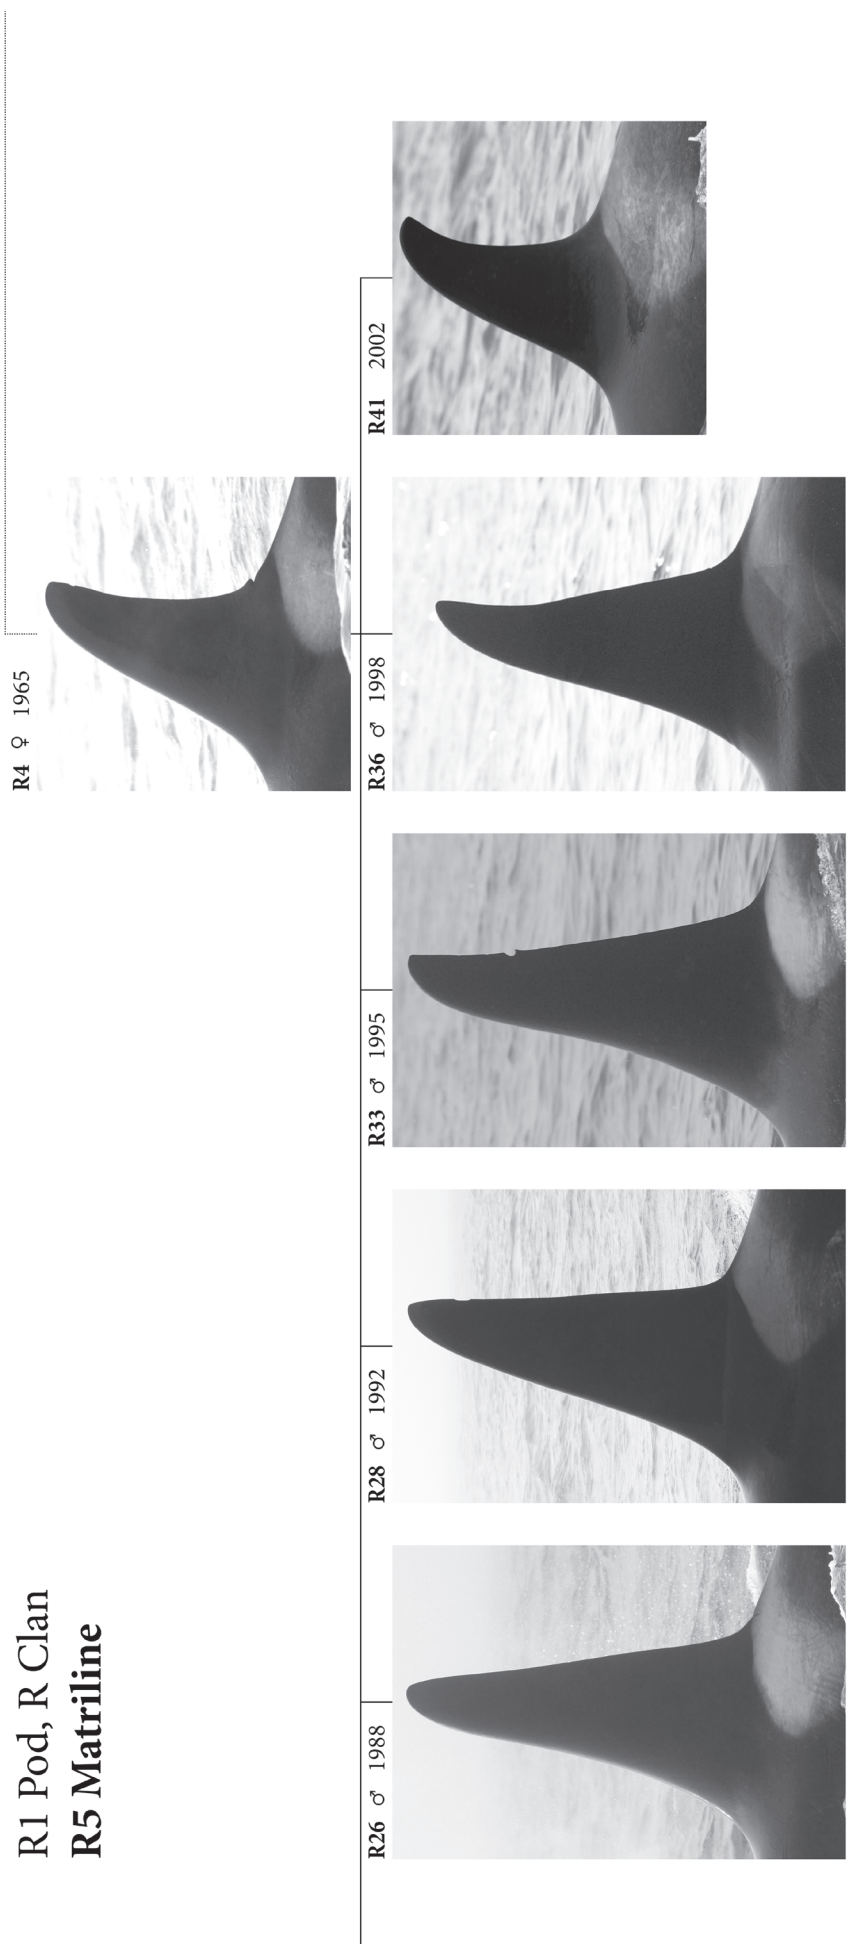 R1 Pod, R Clan
R5 Matriline
R4 ♀ 1965
R26 ♂ 1988
R28 ♂ 1992
R33 ♂ 1995
R36 ♂ 1998
R41 2002